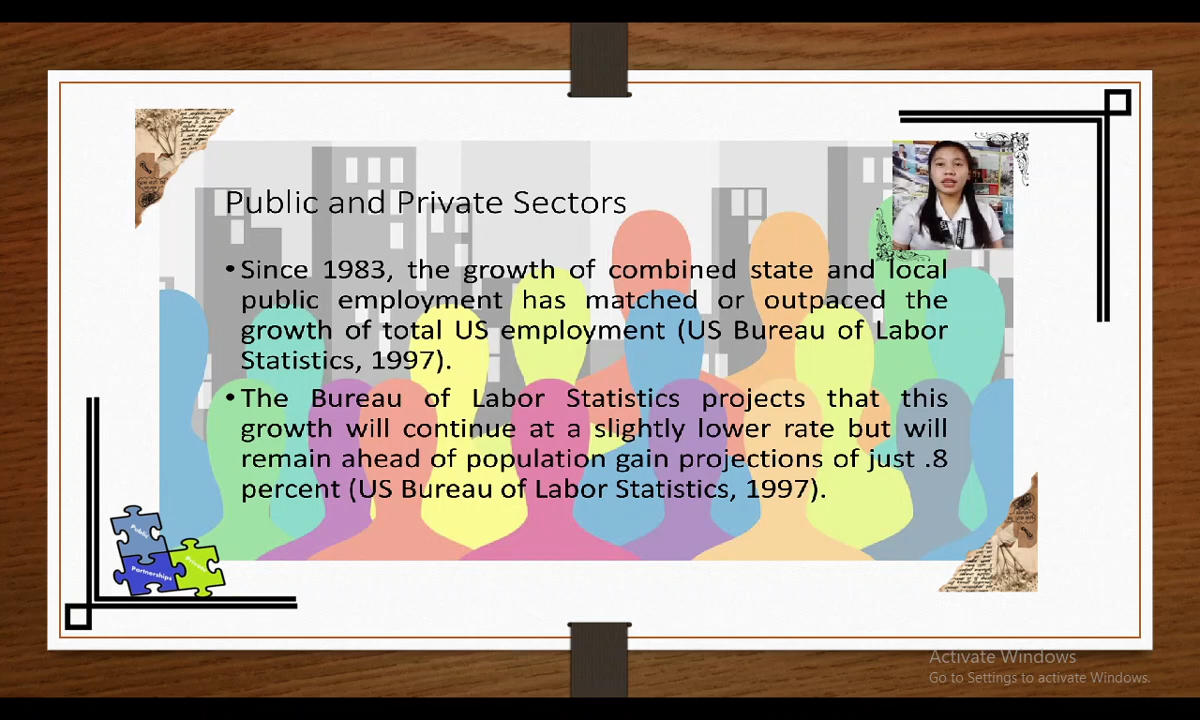 Public and Private Sectors
• Since 1983, the growth of combined state and local
public employment has matched or outpaced the
growth of total US employment (US Bureau of Labor
Statistics, 1997).
• The Bureau of Labor Statistics projects that this
growth will continue at a slightly lower rate but will
remain ahead of population gain projections of just .8
percent (US Bureau of Labor Statistics, 1997).
Public
Partnerships
Activate Windows
Go to Settings to activate Windows.